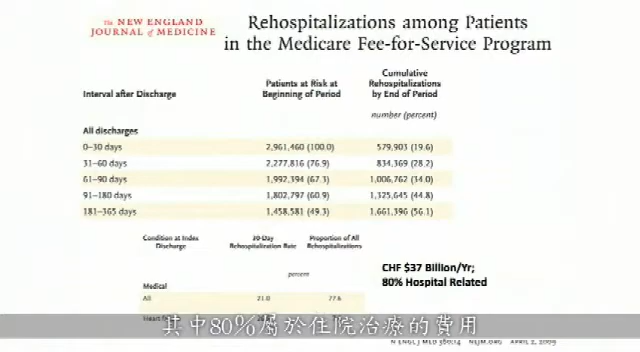 The NEW ENGLAND
JOURNAL of MEDICINE
Rehospitalizations among Patients
in the Medicare Fee-for-Service Program
Interval after Discharge
Patients at Risk at
Beginning of Period
Cumulative
Rehospitalizations
by End of Period
number (percent)
All discharges
0–30 days 2,961,460 (100.0) 579,903 (19.6)
31–60 days 2,277,816 (76.9) 834,369 (28.2)
61–90 days 1,992,394 (67.3) 1,006,762 (34.0)
91–180 days 1,802,797 (60.9) 1,325,645 (44.8)
181–365 days 1,458,581 (49.3) 1,661,396 (56.1)
Condition at Index
Discharge
30-Day
Rehospitalization Rate
Proportion of All
Rehospitalizations
percent
Medical
All 21.0 77.6
Heart
CHF $37 Billion/Yr;
80% Hospital Related
其中80%屬於住院治療的費用
N ENGL J MED 360;14 NEJM.ORG APRIL 2, 2009